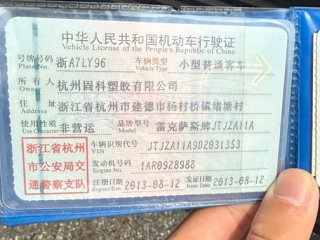 中华人民共和国机动车行驶证
Vehicle License of the People's Republic of China
号牌号码 浙A7LY96 车辆类型 小型普通客车
Plate No. Vehicle Type
所有人 杭州固科塑胶有限公司
Owner
住址 浙江省杭州市建德市杨村桥镇绪塘村
Address
使用性质 非营运 品牌型号 雷克萨斯牌JTJZA11A
Use Character Model
浙江省杭州
市公安局交
通警察支队
车辆识别代号 JTJZA11A9D2031353
VIN
发动机号码 1AR0928988
Engine No.
注册日期 2013-08-12 发证日期 2013-08-12
Register Date Issue Date